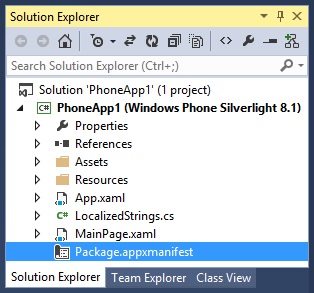 Solution Explorer
Search Solution Explorer (Ctrl+;)
Solution 'PhoneApp1' (1 project)
C# PhoneApp1 (Windows Phone Silverlight 8.1)
Properties
References
Assets
Resources
App.xaml
C# LocalizedStrings.cs
MainPage.xaml
Package.appxmanifest
Solution Explorer Team Explorer Class View